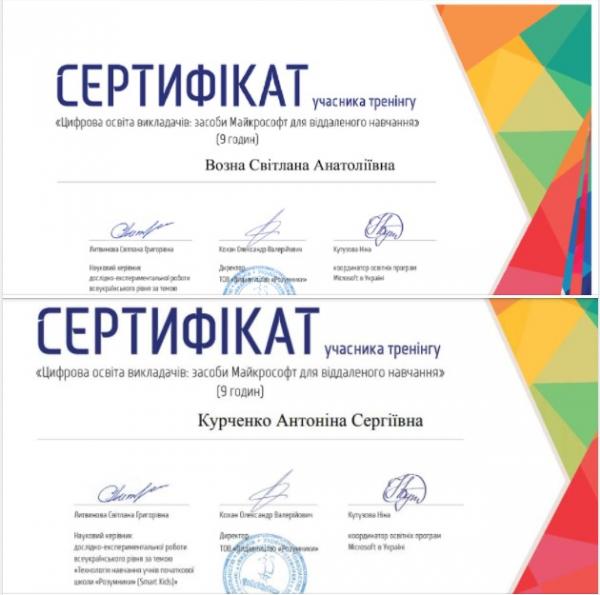 СЕРТИФІКАТ учасника тренінгу
«Цифрова освіта викладачів: засоби Майкрософт для віддаленого навчання»
(9 годин)
Возна Світлана Анатоліївна
Литвинова Світлана Григорівна
Науковий керівник
дослідно-експериментальної роботи
всеукраїнського рівня за темою
Кохан Олександр Валерійович
Директор
ТОВ «Видавництво «Розумники»
Кутузова Ніна
координатор освітніх програм
Microsoft в Україні
СЕРТИФІКАТ учасника тренінгу
«Цифрова освіта викладачів: засоби Майкрософт для віддаленого навчання»
(9 годин)
Курченко Антоніна Сергіївна
Литвинова Світлана Григорівна
Науковий керівник
дослідно-експериментальної роботи
всеукраїнського рівня за темою
«Технологія навчання учнів початкової
школи «Розумники» (Smart Kids)»
Кохан Олександр Валерійович
Директор
ТОВ «Видавництво «Розумники»
Кутузова Ніна
координатор освітніх програм
Microsoft в Україні